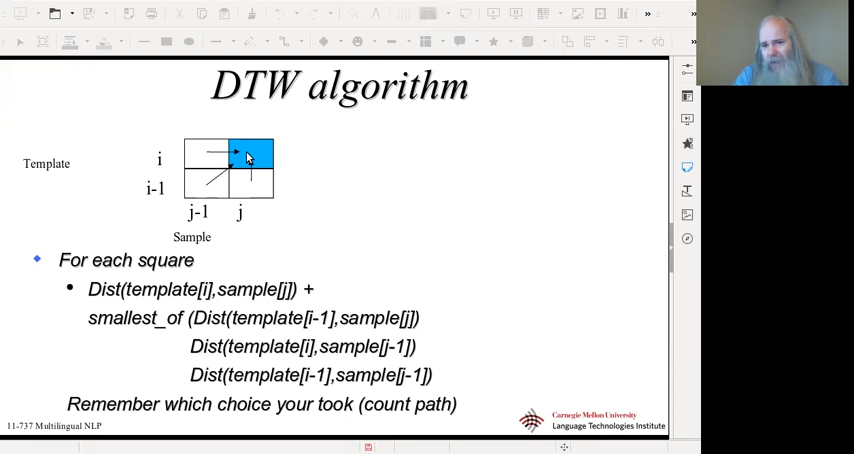 DTW algorithm
Template
i
i-1
j-1 j
Sample
For each square
Dist(template[i],sample[j]) +
smallest_of (Dist(template[i-1],sample[j])
Dist(template[i],sample[j-1])
Dist(template[i-1],sample[j-1])
Remember which choice your took (count path)
11-737 Multilingual NLP
Carnegie Mellon University
Language Technologies Institute